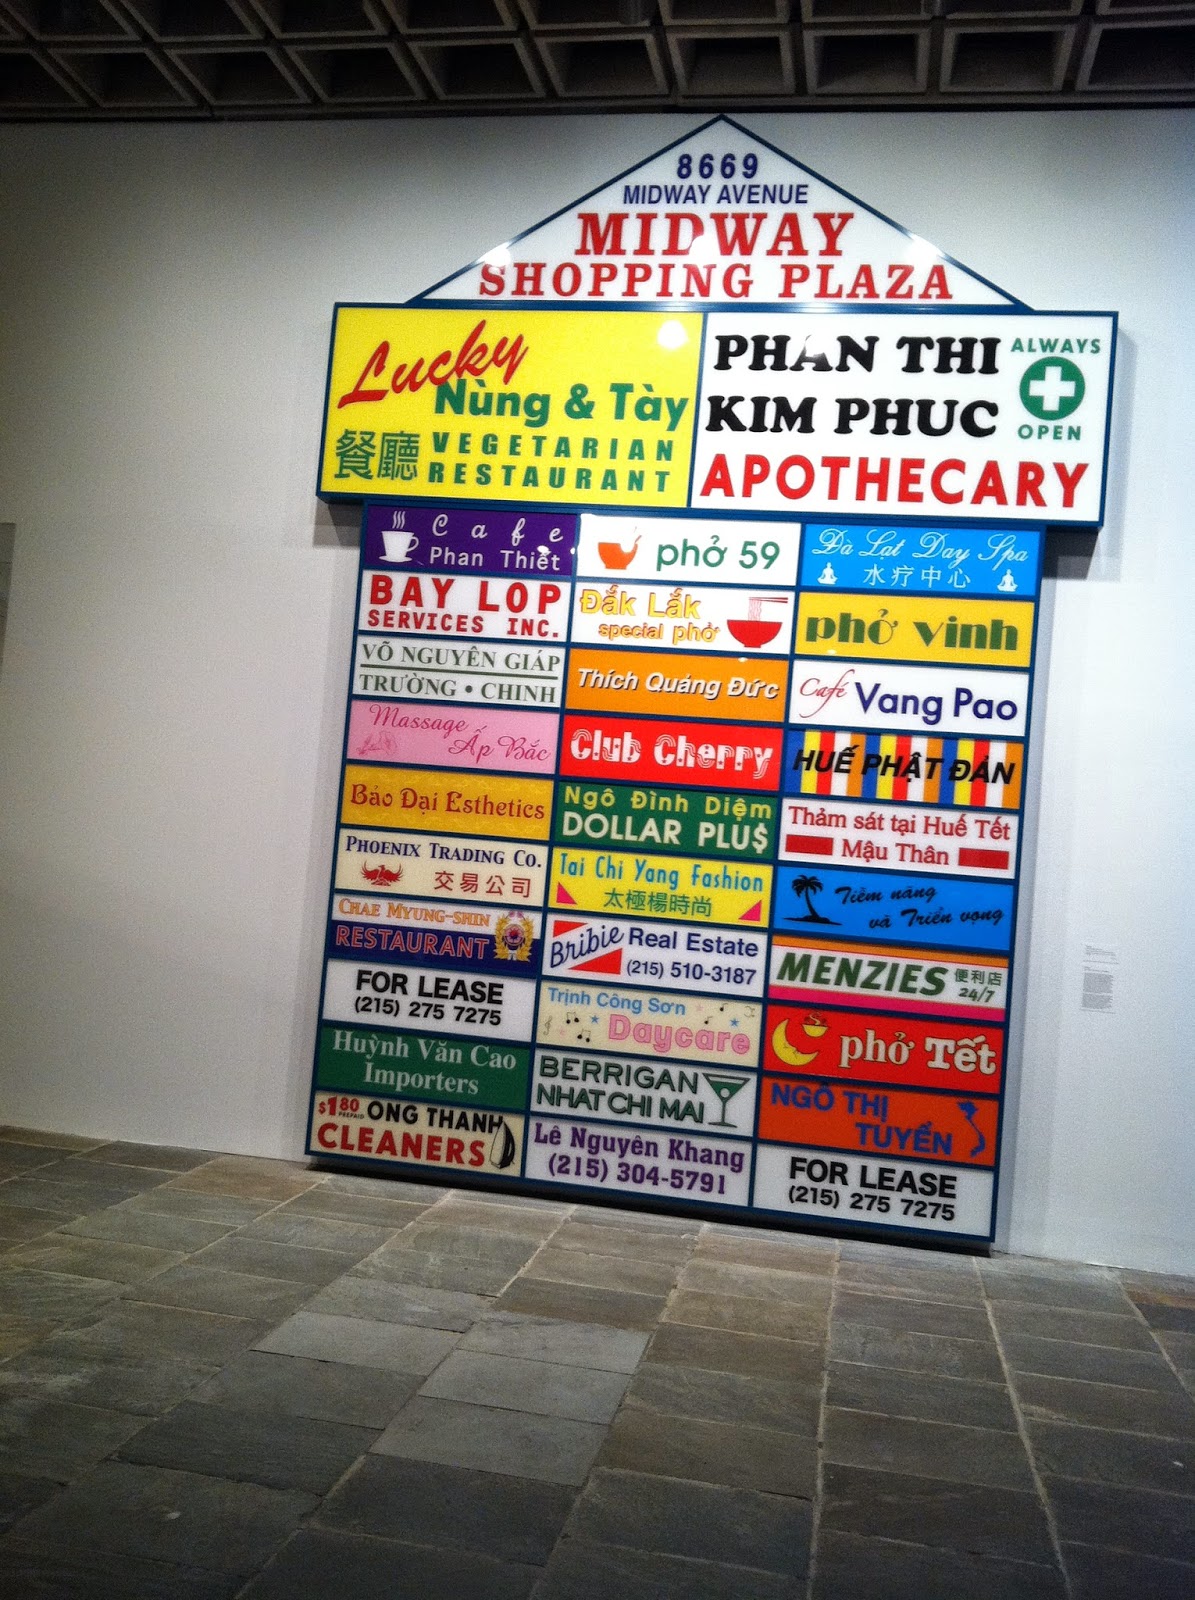 8669
MIDWAY AVENUE
MIDWAY
SHOPPING PLAZA
Lucky
Nùng & Tày
餐廳 VEGETARIAN
RESTAURANT
PHAN THI
KIM PHUC
APOTHECARY
ALWAYS
OPEN
Cafe
Phan Thiết
phở 59
Đà Lạt Day Spa
水疗中心
BAY LOP
SERVICES INC.
Đắk Lắk
special phở
phở vinh
VÕ NGUYÊN GIÁP
TRƯỜNG • CHINH
Thích Quảng Đức
Café Vang Pao
Massage
Ấp Bắc
Club Cherry
HUẾ PHẬT ĐẢN
Bảo Đại Esthetics
Ngô Đình Diệm
DOLLAR PLU$
Thảm sát tại Huế Tết
Mậu Thân
PHOENIX TRADING CO.
交易公司
Tai Chi Yang Fashion
太極楊時尚
Tiềm năng
và Triển vọng
CHAE MYUNG-SHIN
RESTAURANT
Bribie Real Estate
(215) 510-3187
MENZIES 便利店
24/7
FOR LEASE
(215) 275 7275
Trịnh Công Sơn
Daycare
phở Tết
Huỳnh Văn Cao
Importers
BERRIGAN
NHAT CHI MAI
NGÔ THỊ
TUYỂN
$1.80 PREPAID ONG THANH
CLEANERS
Lê Nguyên Khang
(215) 304-5791
FOR LEASE
(215) 275 7275